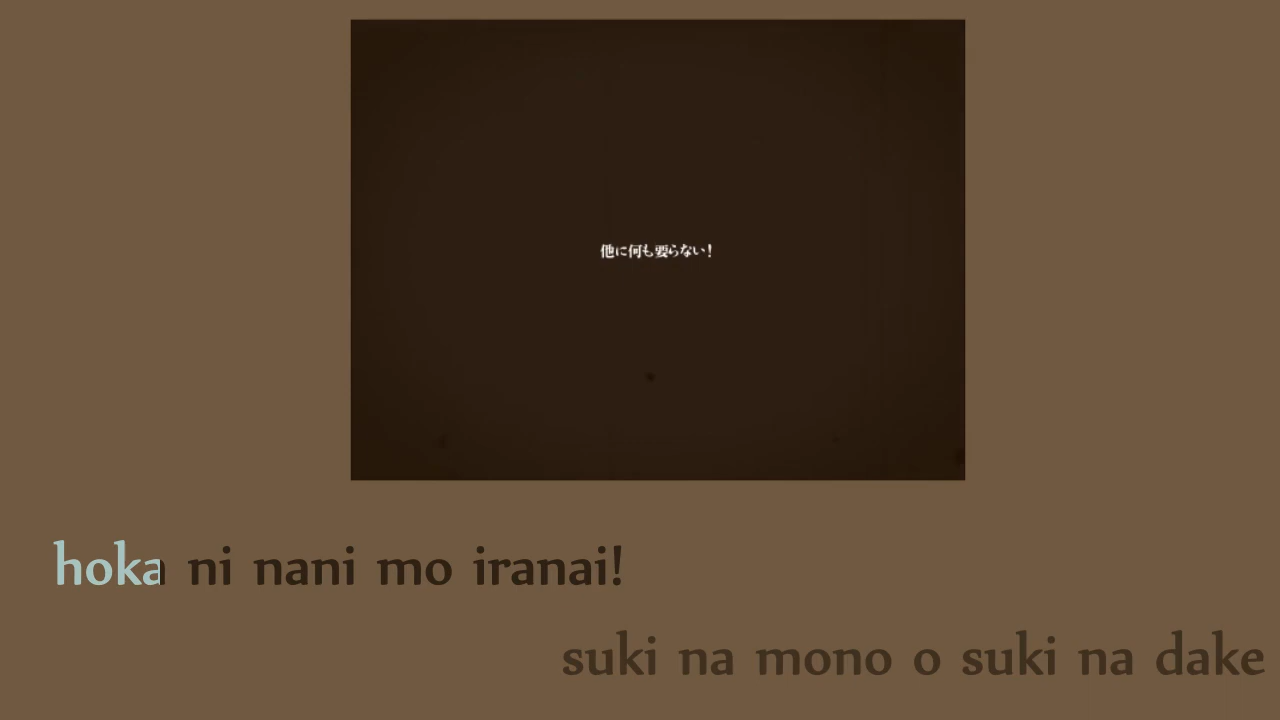 他に何も要らない!
hoka ni nani mo iranai!
suki na mono o suki na dake